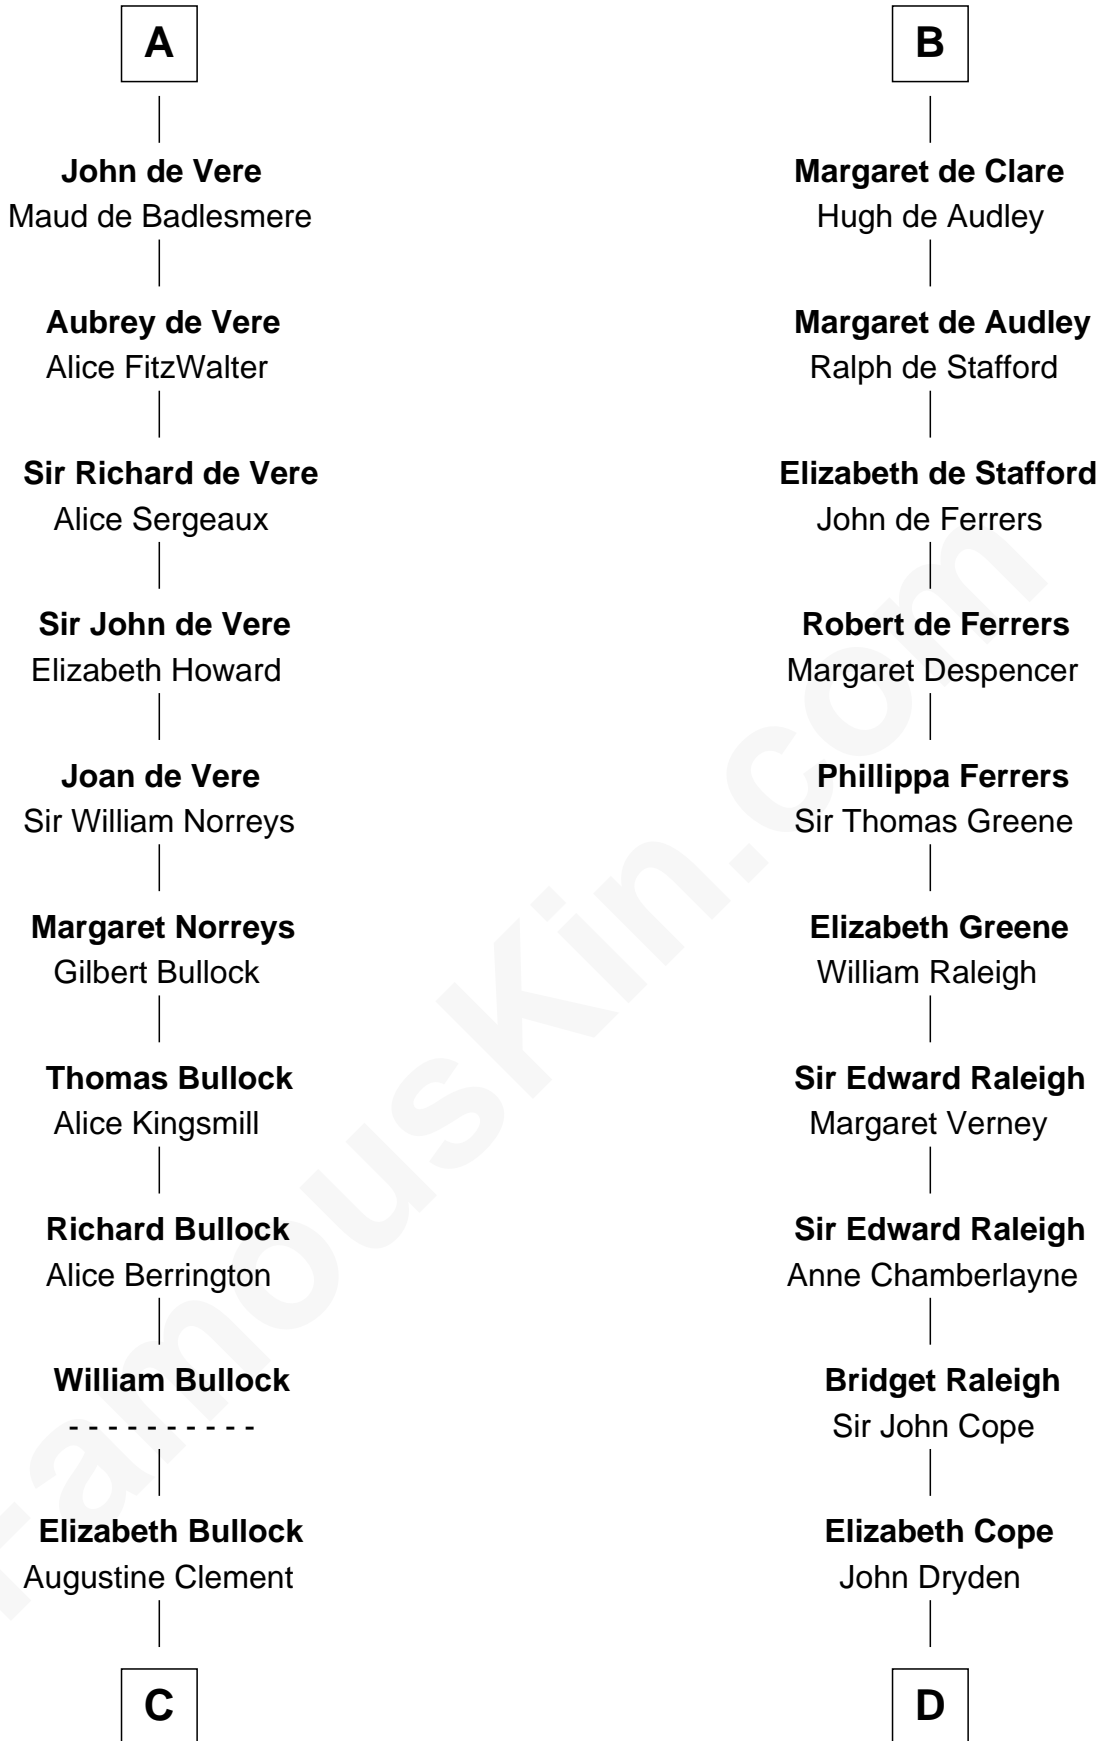 A
John de Vere
Maud de Badlesmere
Aubrey de Vere
Alice FitzWalter
Sir Richard de Vere
Alice Sergeaux
Sir John de Vere
Elizabeth Howard
Joan de Vere
Sir William Norreys
Margaret Norreys
Gilbert Bullock
Thomas Bullock
Alice Kingsmill
Richard Bullock
Alice Berrington
William Bullock
- - - - - - - - - -
Elizabeth Bullock
Augustine Clement
C
B
Margaret de Clare
Hugh de Audley
Margaret de Audley
Ralph de Stafford
Elizabeth de Stafford
John de Ferrers
Robert de Ferrers
Margaret Despencer
Phillippa Ferrers
Sir Thomas Greene
Elizabeth Greene
William Raleigh
Sir Edward Raleigh
Margaret Verney
Sir Edward Raleigh
Anne Chamberlayne
Bridget Raleigh
Sir John Cope
Elizabeth Cope
John Dryden
D
FamousKin.com